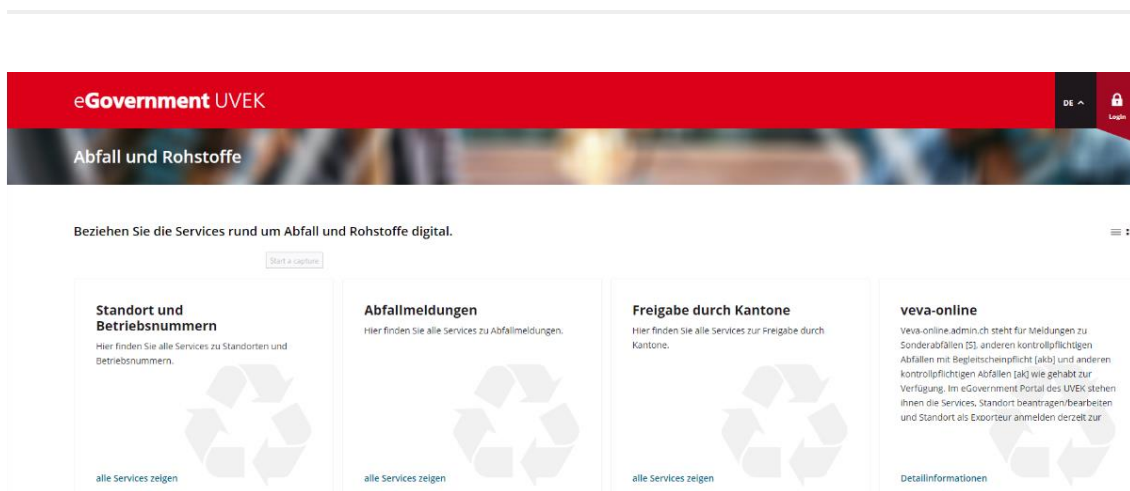 eGovernment UVEK
DE
Login
Abfall und Rohstoffe
Beziehen Sie die Services rund um Abfall und Rohstoffe digital.
Start a capture
Standort und
Betriebsnummern
Hier finden Sie alle Services zu Standorten und
Betriebsnummern.
alle Services zeigen
Abfallmeldungen
Hier finden Sie alle Services zu Abfallmeldungen.
alle Services zeigen
Freigabe durch Kantone
Hier finden Sie alle Services zur Freigabe durch
Kantone.
alle Services zeigen
veva-online
Veva-online.admin.ch steht für Meldungen zu
Sonderabfällen [S], anderen kontrollpflichtigen
Abfällen mit Begleitscheinpflicht [akb] und anderen
kontrollpflichtigen Abfällen [ak] wie gehabt zur
Verfügung. Im eGovernment Portal des UVEK stehen
ihnen die Services, Standort beantragen/bearbeiten
und Standort als Exporteur anmelden derzeit zur
Detailinformationen